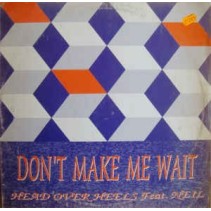 DON'T MAKE ME WAIT
HEAD OVER HEELS Feat. NEIL